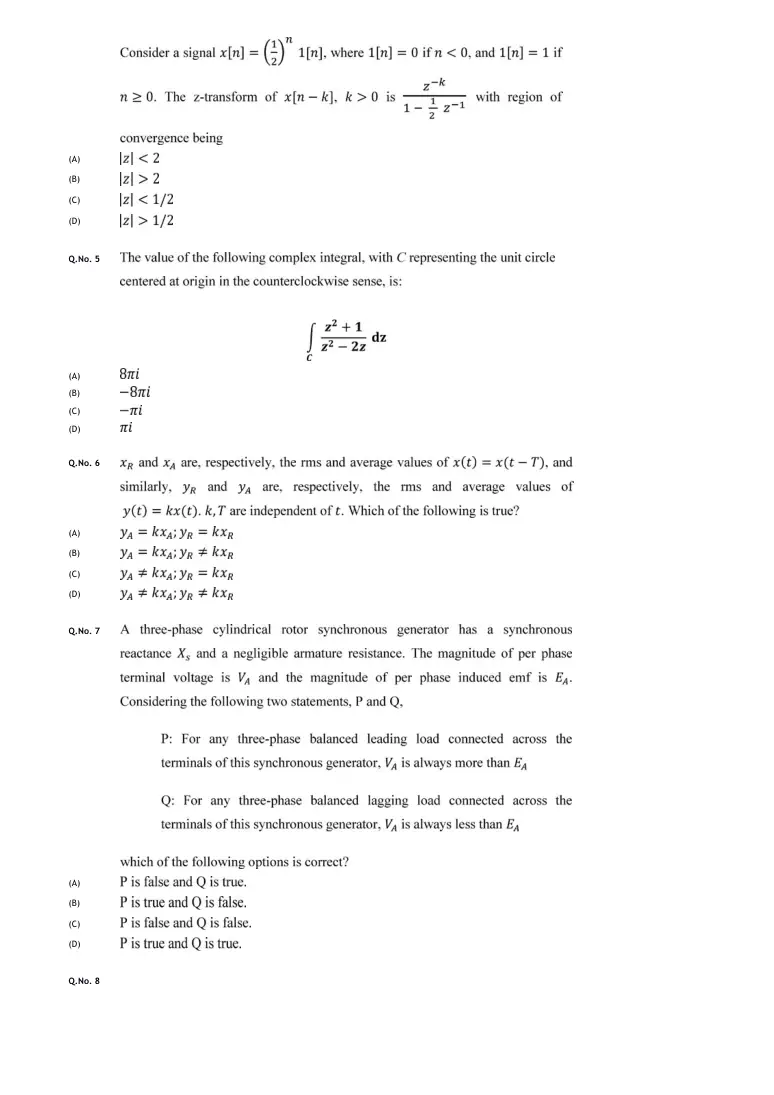 Consider a signal 𝑥[𝑛] = (1/2)ⁿ 1[𝑛], where 1[𝑛] = 0 if 𝑛 < 0, and 1[𝑛] = 1 if
𝑛 ≥ 0. The z-transform of 𝑥[𝑛 − 𝑘], 𝑘 > 0 is z^{−k} / (1 − 1/2 z^{−1}) with region of
convergence being
(A) |𝑧| < 2
(B) |𝑧| > 2
(C) |𝑧| < 1/2
(D) |𝑧| > 1/2
Q.No. 5 The value of the following complex integral, with C representing the unit circle
centered at origin in the counterclockwise sense, is:
∫_C (z² + 1)/(z² − 2z) dz
(A) 8𝜋𝑖
(B) −8𝜋𝑖
(C) −𝜋𝑖
(D) 𝜋𝑖
Q.No. 6 𝑥_R and 𝑥_A are, respectively, the rms and average values of 𝑥(𝑡) = 𝑥(𝑡 − 𝑇), and
similarly, 𝑦_R and 𝑦_A are, respectively, the rms and average values of
𝑦(𝑡) = 𝑘𝑥(𝑡). 𝑘, 𝑇 are independent of 𝑡. Which of the following is true?
(A) 𝑦_A = 𝑘𝑥_A; 𝑦_R = 𝑘𝑥_R
(B) 𝑦_A = 𝑘𝑥_A; 𝑦_R ≠ 𝑘𝑥_R
(C) 𝑦_A ≠ 𝑘𝑥_A; 𝑦_R = 𝑘𝑥_R
(D) 𝑦_A ≠ 𝑘𝑥_A; 𝑦_R ≠ 𝑘𝑥_R
Q.No. 7 A three-phase cylindrical rotor synchronous generator has a synchronous
reactance 𝑋_s and a negligible armature resistance. The magnitude of per phase
terminal voltage is 𝑉_A and the magnitude of per phase induced emf is 𝐸_A.
Considering the following two statements, P and Q,
P: For any three-phase balanced leading load connected across the
terminals of this synchronous generator, 𝑉_A is always more than 𝐸_A
Q: For any three-phase balanced lagging load connected across the
terminals of this synchronous generator, 𝑉_A is always less than 𝐸_A
which of the following options is correct?
(A) P is false and Q is true.
(B) P is true and Q is false.
(C) P is false and Q is false.
(D) P is true and Q is true.
Q.No. 8